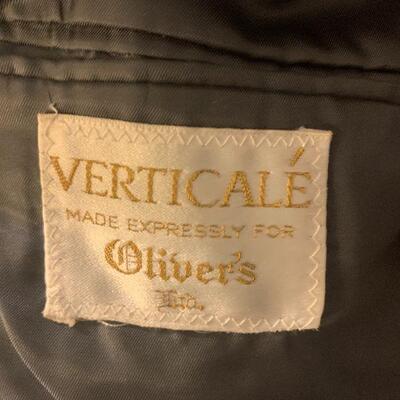 VERTICALÉ
MADE EXPRESSLY FOR
Oliver's
Ltd.